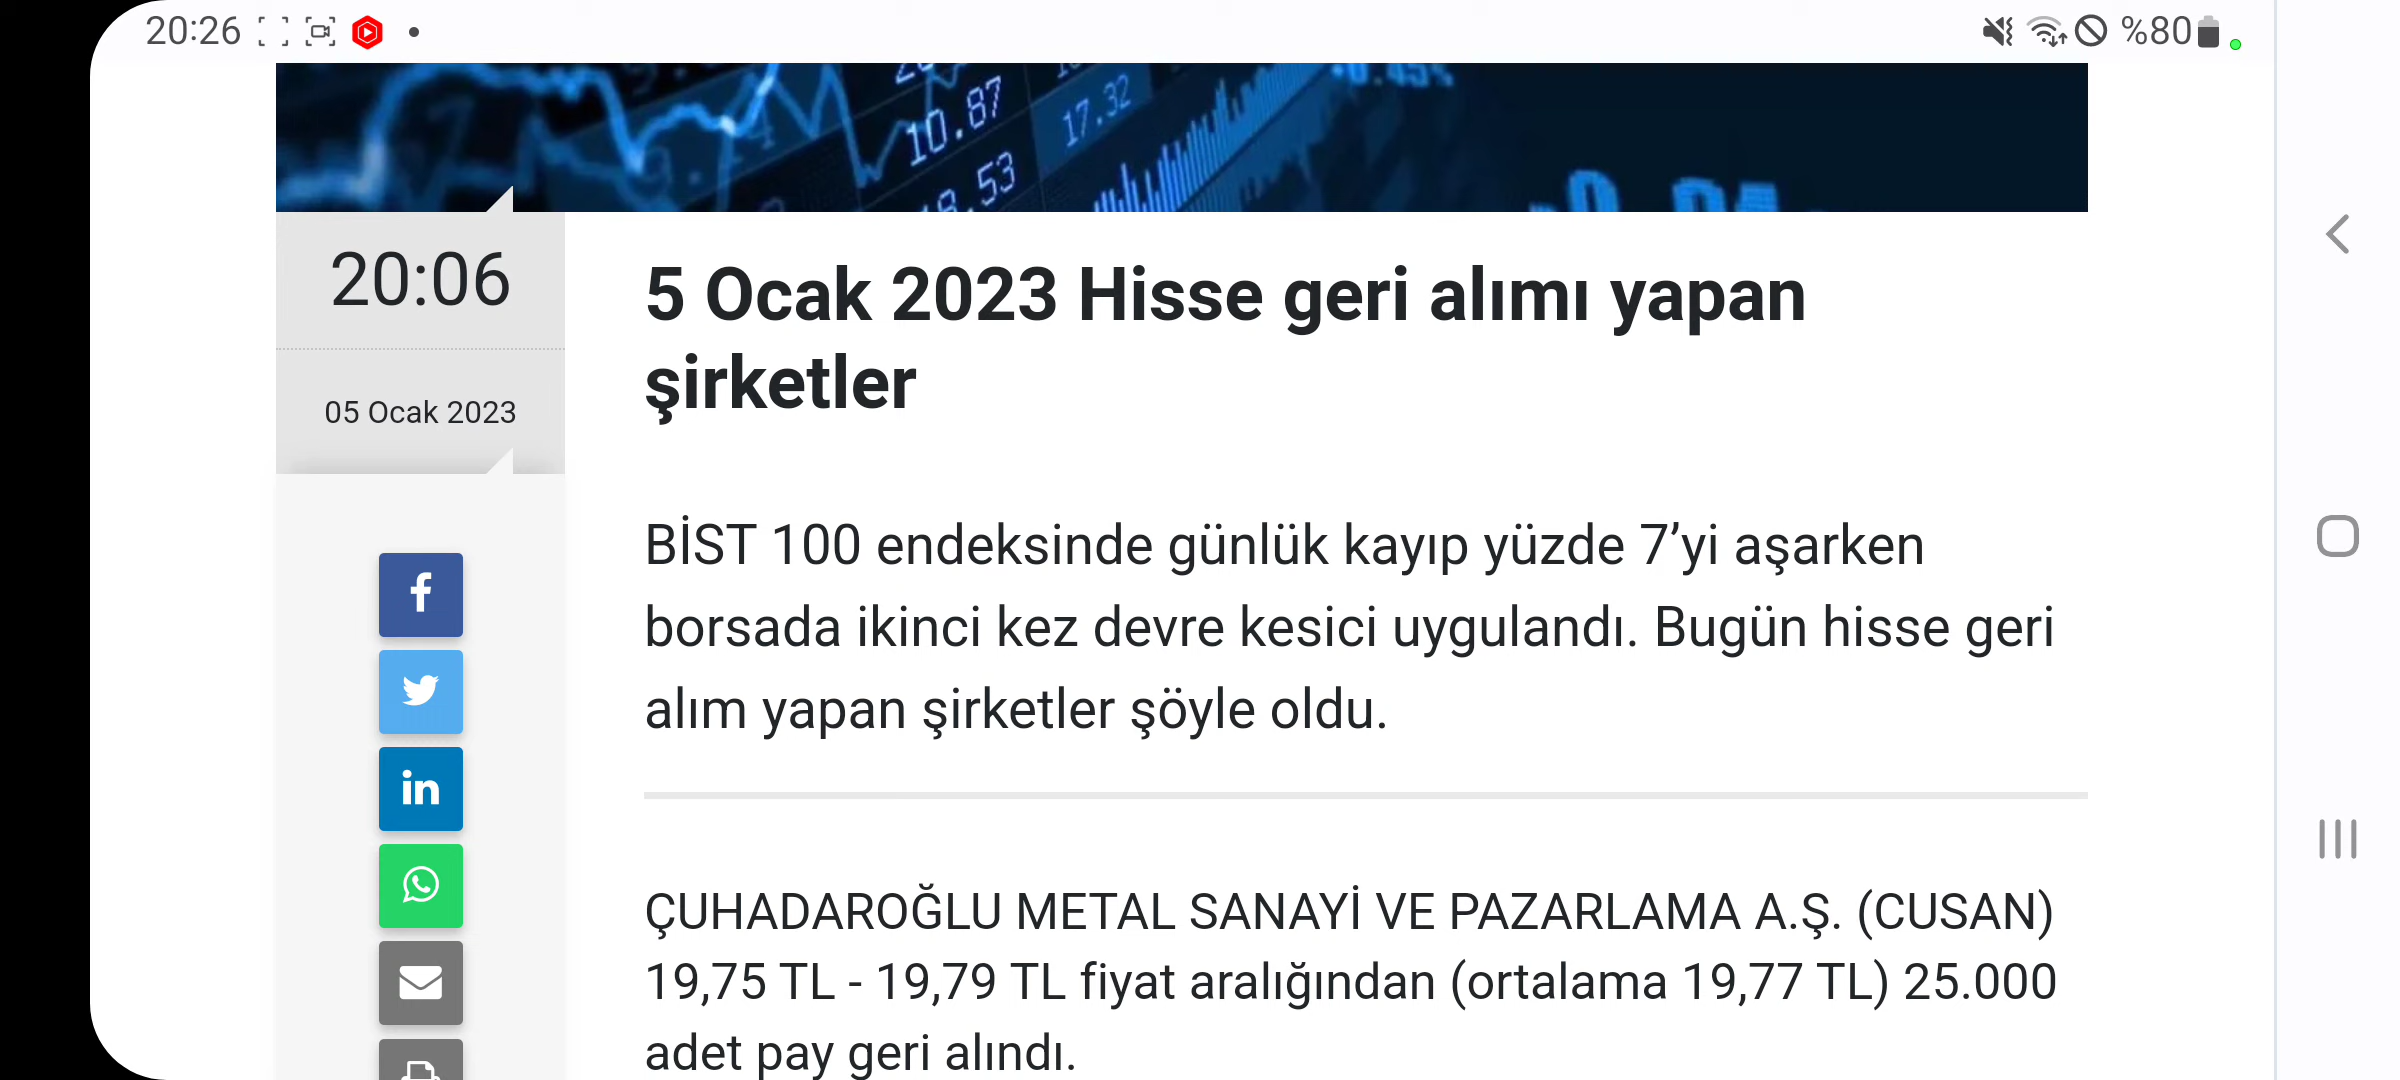 20:26
%80
10.87
17.32
20:06
05 Ocak 2023
5 Ocak 2023 Hisse geri alımı yapan
şirketler
BİST 100 endeksinde günlük kayıp yüzde 7’yi aşarken
borsada ikinci kez devre kesici uygulandı. Bugün hisse geri
alım yapan şirketler şöyle oldu.
f
in
ÇUHADAROĞLU METAL SANAYİ VE PAZARLAMA A.Ş. (CUSAN)
19,75 TL - 19,79 TL fiyat aralığından (ortalama 19,77 TL) 25.000
adet pay geri alındı.